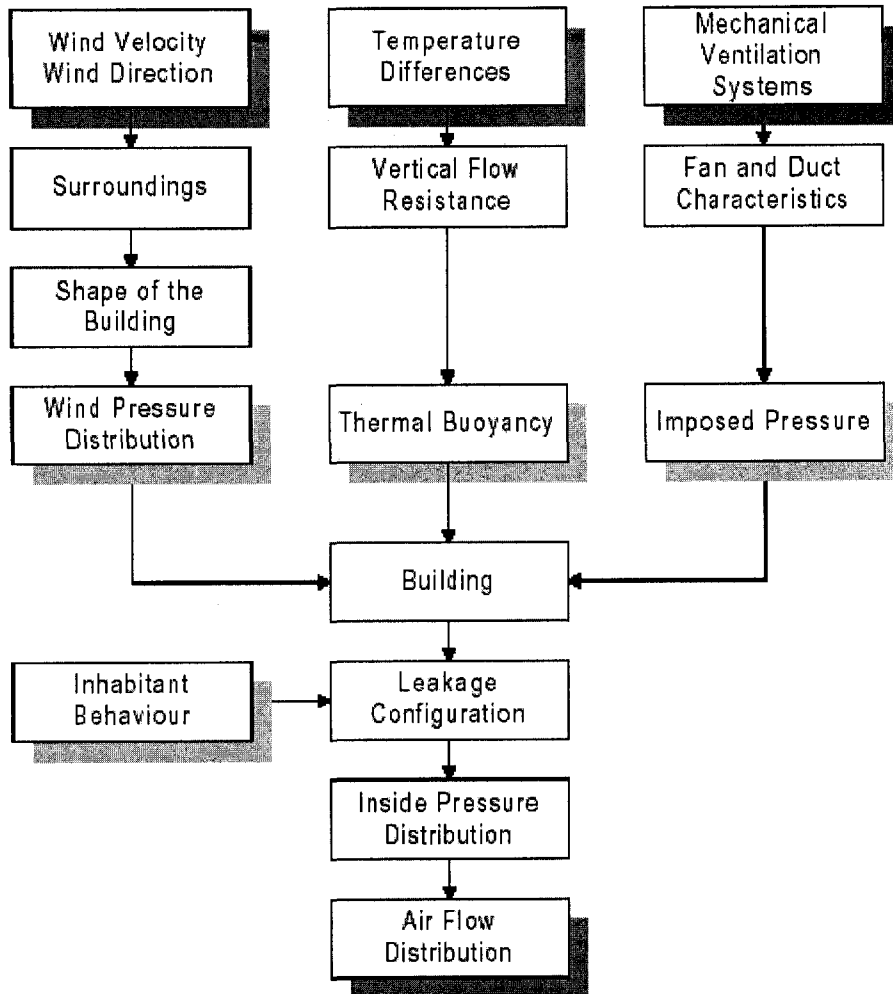 Wind Velocity
Wind Direction
Temperature
Differences
Mechanical
Ventilation
Systems
Surroundings
Vertical Flow
Resistance
Fan and Duct
Characteristics
Shape of the
Building
Wind Pressure
Distribution
Thermal Buoyancy
Imposed Pressure
Building
Inhabitant
Behaviour
Leakage
Configuration
Inside Pressure
Distribution
Air Flow
Distribution